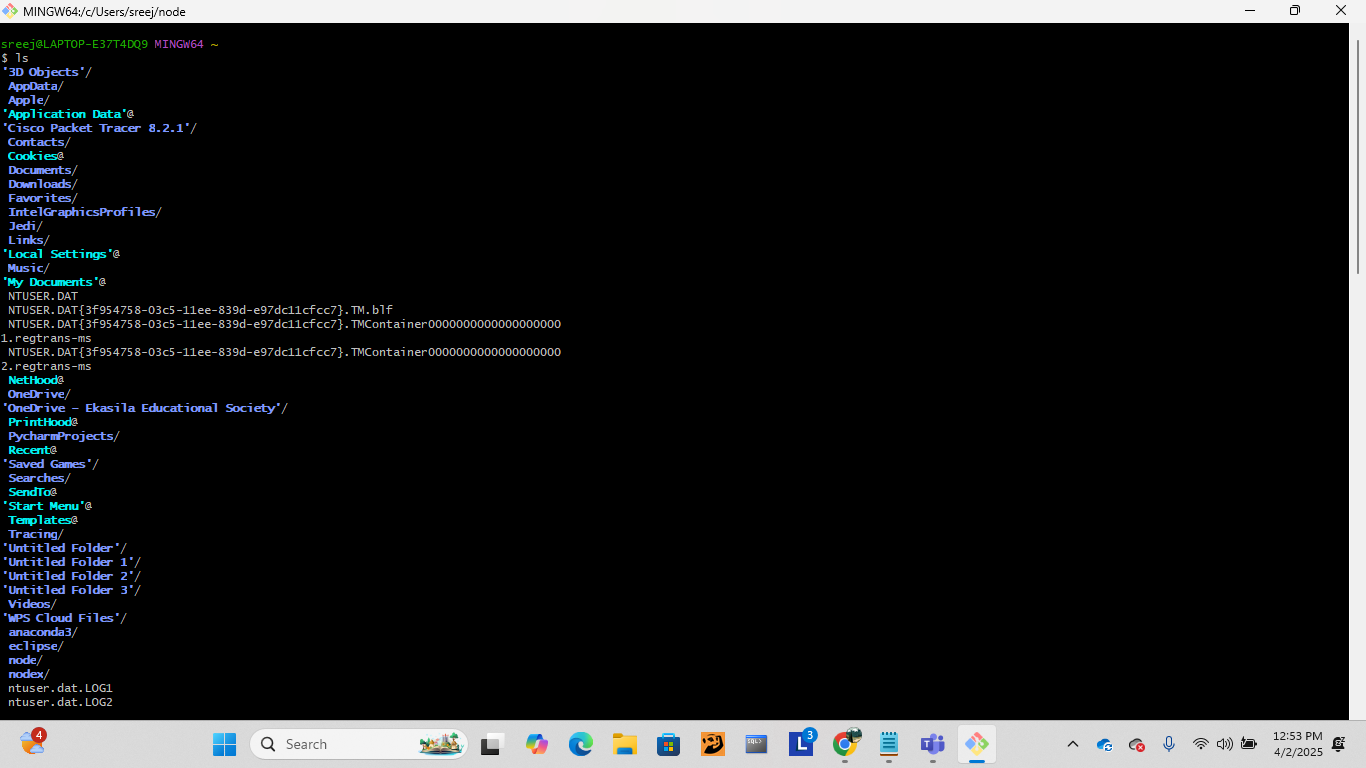 MINGW64:/c/Users/sreej/node
sreej@LAPTOP-E37T4DQ9 MINGW64 ~
$ ls
'3D Objects'/
AppData/
Apple/
'Application Data'@
'Cisco Packet Tracer 8.2.1'/
Contacts/
Cookies@
Documents/
Downloads/
Favorites/
IntelGraphicsProfiles/
Jedi/
Links/
'Local Settings'@
Music/
'My Documents'@
NTUSER.DAT
NTUSER.DAT{3f954758-03c5-11ee-839d-e97dc11cfcc7}.TM.blf
NTUSER.DAT{3f954758-03c5-11ee-839d-e97dc11cfcc7}.TMContainer0000000000000000000
1.regtrans-ms
NTUSER.DAT{3f954758-03c5-11ee-839d-e97dc11cfcc7}.TMContainer0000000000000000000
2.regtrans-ms
NetHood@
OneDrive/
'OneDrive - Ekasila Educational Society'/
PrintHood@
PycharmProjects/
Recent@
'Saved Games'/
Searches/
SendTo@
'Start Menu'@
Templates@
Tracing/
'Untitled Folder'/
'Untitled Folder 1'/
'Untitled Folder 2'/
'Untitled Folder 3'/
Videos/
'WPS Cloud Files'/
anaconda3/
eclipse/
node/
nodex/
ntuser.dat.LOG1
ntuser.dat.LOG2
4
Search
SQL>
L
3
12:53 PM
4/2/2025